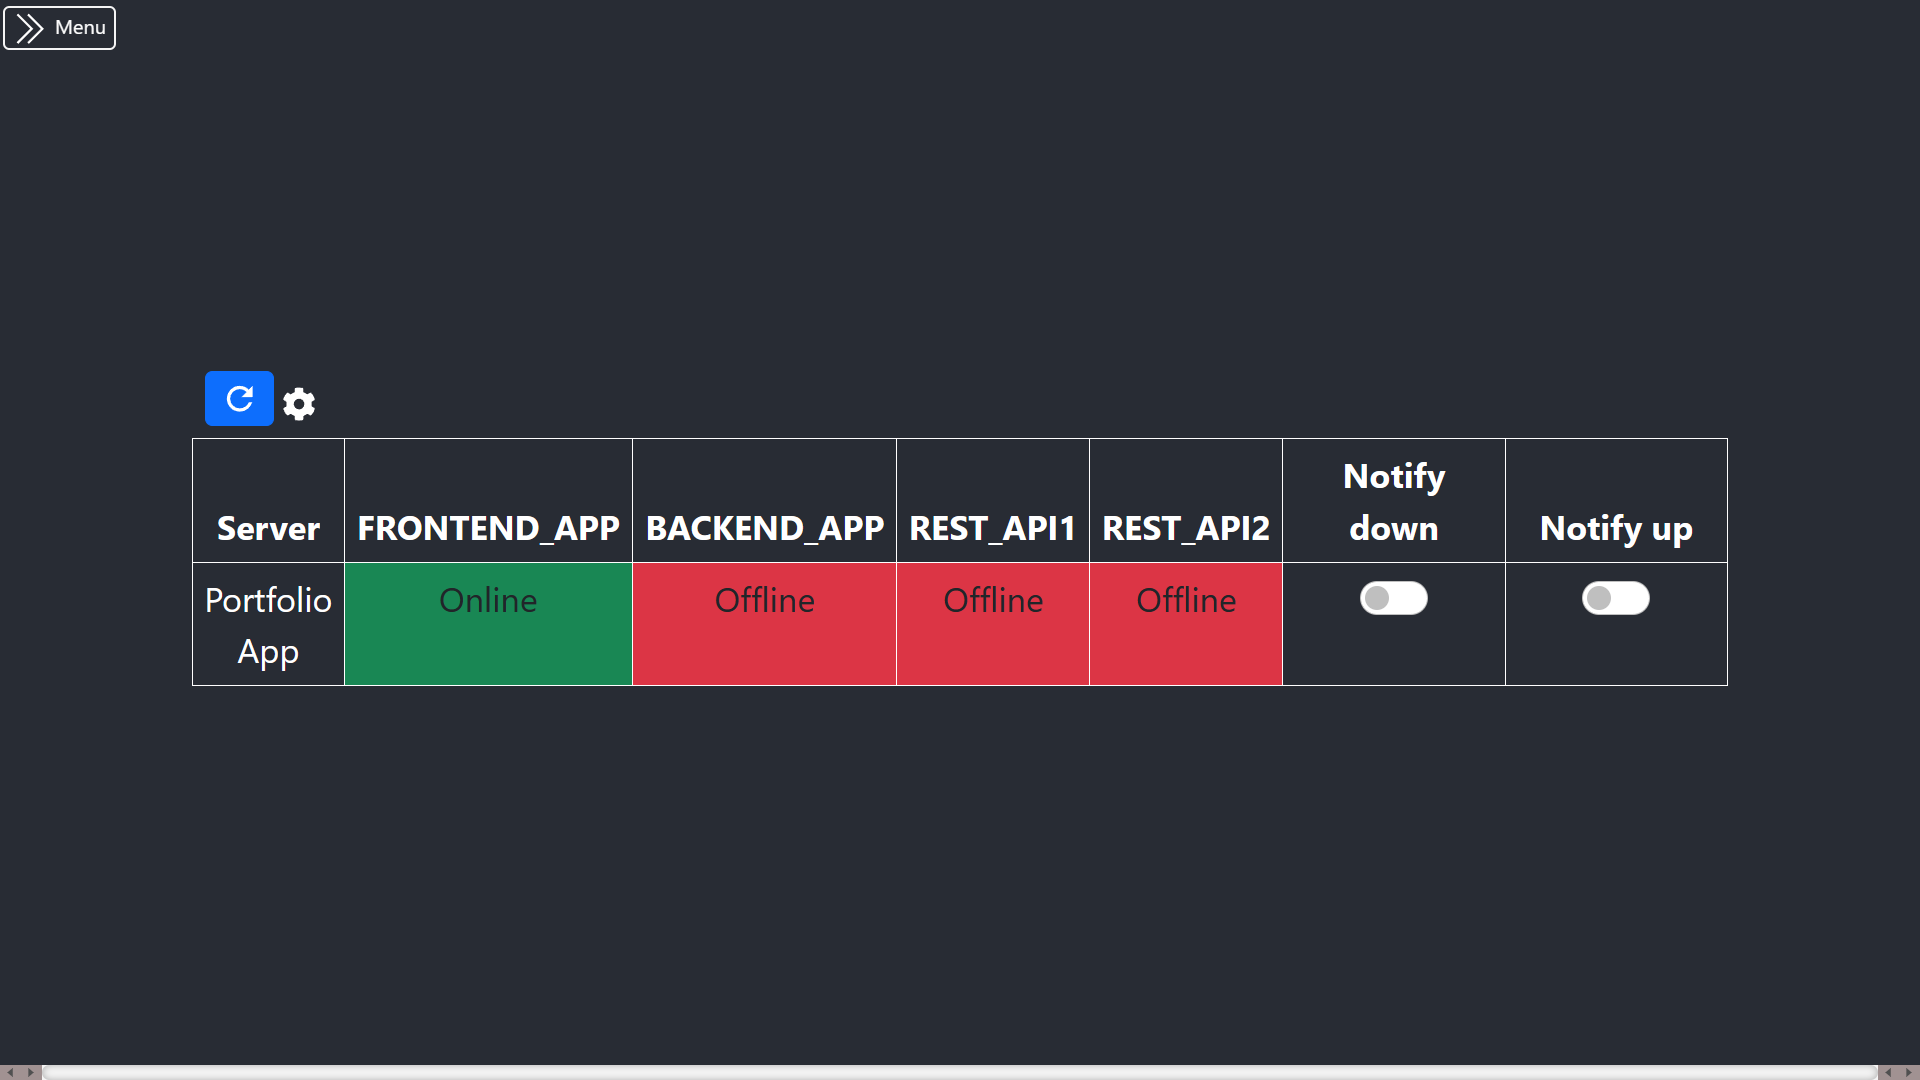 Menu
Server FRONTEND_APP BACKEND_APP REST_API1 REST_API2 Notify down Notify up
Portfolio App Online Offline Offline Offline